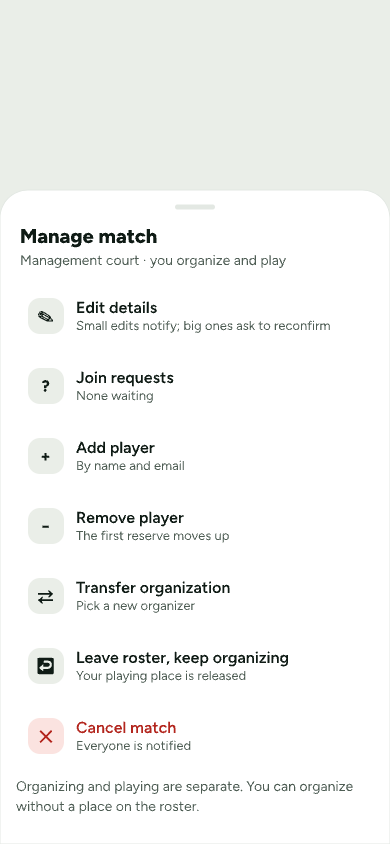 Manage match
Management court · you organize and play
✎
Edit details
Small edits notify; big ones ask to reconfirm
?
Join requests
None waiting
+
Add player
By name and email
−
Remove player
The first reserve moves up
⇄
Transfer organization
Pick a new organizer
Leave roster, keep organizing
Your playing place is released
Cancel match
Everyone is notified
Organizing and playing are separate. You can organize
without a place on the roster.